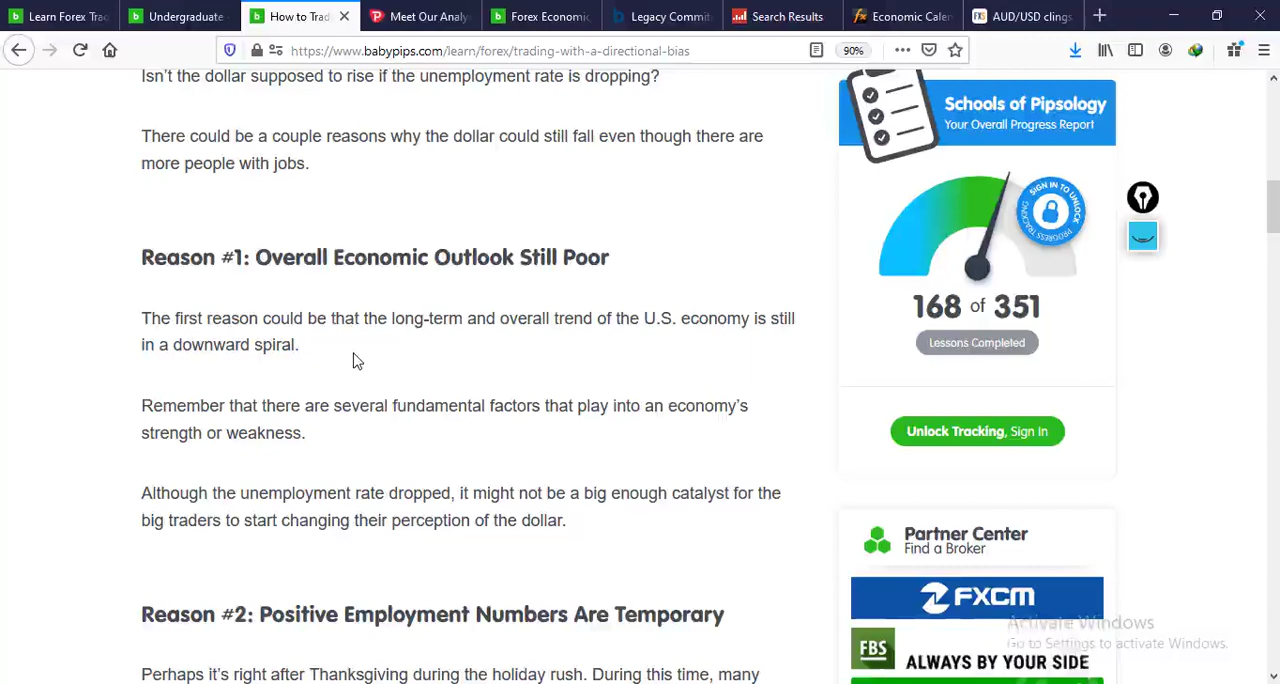 Learn Forex Tra
Undergraduate
How to Trad
Meet Our Analy
Forex Economic
Legacy Commit
Search Results
Economic Calen
AUD/USD clings
https://www.babypips.com/learn/forex/trading-with-a-directional-bias
90%
Isn't the dollar supposed to rise if the unemployment rate is dropping?
There could be a couple reasons why the dollar could still fall even though there are
more people with jobs.
Reason #1: Overall Economic Outlook Still Poor
The first reason could be that the long-term and overall trend of the U.S. economy is still
in a downward spiral.
Remember that there are several fundamental factors that play into an economy's
strength or weakness.
Although the unemployment rate dropped, it might not be a big enough catalyst for the
big traders to start changing their perception of the dollar.
Reason #2: Positive Employment Numbers Are Temporary
Perhaps it's right after Thanksgiving during the holiday rush. During this time, many
Schools of Pipsology
Your Overall Progress Report
SIGN IN TO UNLOCK
PROGRESS TRACKING
168 of 351
Lessons Completed
Unlock Tracking, Sign In
Partner Center
Find a Broker
FXCM
FBS
ALWAYS BY YOUR SIDE
Activate Windows
Go to Settings to activate Windows.